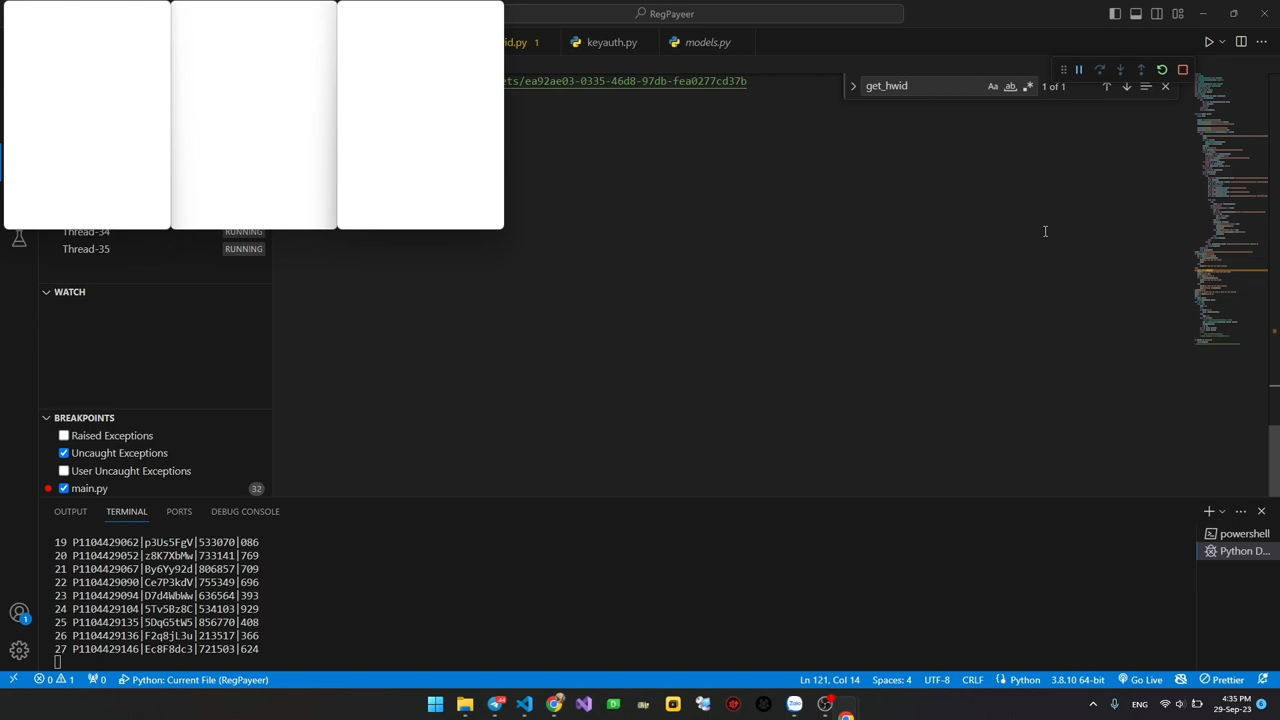 RegPayeer
id.py 1
keyauth.py
models.py
ets/ea92ae03-0335-46d8-97db-fea0277cd37b
get_hwid
Aa
ab
1 of 1
Thread-34 RUNNING
Thread-35 RUNNING
WATCH
BREAKPOINTS
Raised Exceptions
Uncaught Exceptions
User Uncaught Exceptions
main.py 32
OUTPUT TERMINAL PORTS DEBUG CONSOLE
powershell
Python D...
19 P1104429062|p3Us5FgV|533070|086
20 P1104429052|z8K7XbMw|733141|769
21 P1104429067|By6Yy92d|806857|709
22 P1104429090|Ce7P3kdV|755349|696
23 P1104429094|D7d4WbWw|636564|393
24 P1104429104|5Tv5Bz8C|534103|929
25 P1104429135|5DqG5tW5|856770|408
26 P1104429136|F2q8jL3u|213517|366
27 P1104429146|Ec8F8dc3|721503|624
1
0 1 0 Python: Current File (RegPayeer) Ln 121, Col 14 Spaces: 4 UTF-8 CRLF Python 3.8.10 64-bit Go Live Prettier
ENG
4:35 PM
29-Sep-23